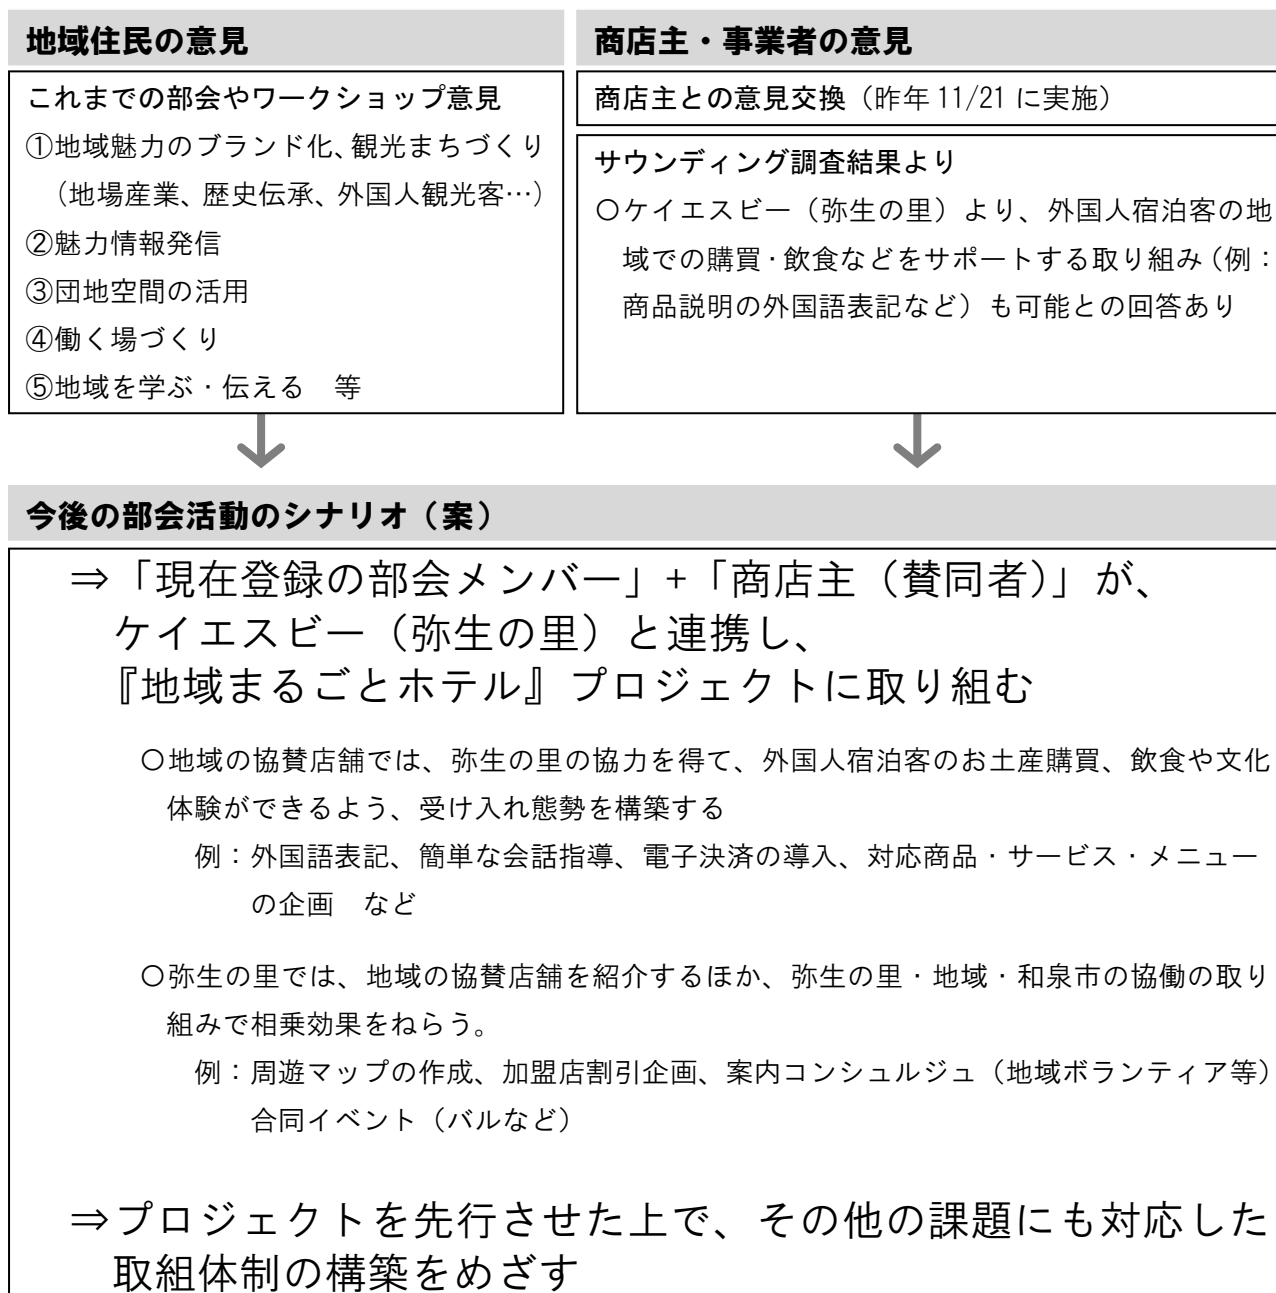 地域住民の意見
これまでの部会やワークショップ意見
①地域魅力のブランド化、観光まちづくり
（地場産業、歴史伝承、外国人観光客…）
②魅力情報発信
③団地空間の活用
④働く場づくり
⑤地域を学ぶ・伝える　等
商店主・事業者の意見
商店主との意見交換（昨年 11/21 に実施）
サウンディング調査結果より
〇ケイエスビー（弥生の里）より、外国人宿泊客の地
域での購買・飲食などをサポートする取り組み（例：
商品説明の外国語表記など）も可能との回答あり
今後の部会活動のシナリオ（案）
⇒「現在登録の部会メンバー」+「商店主（賛同者）」が、
ケイエスビー（弥生の里）と連携し、
『地域まるごとホテル』プロジェクトに取り組む
〇地域の協賛店舗では、弥生の里の協力を得て、外国人宿泊客のお土産購買、飲食や文化
体験ができるよう、受け入れ態勢を構築する
例：外国語表記、簡単な会話指導、電子決済の導入、対応商品・サービス・メニュー
の企画　など
〇弥生の里では、地域の協賛店舗を紹介するほか、弥生の里・地域・和泉市の協働の取り
組みで相乗効果をねらう。
例：周遊マップの作成、加盟店割引企画、案内コンシュルジュ（地域ボランティア等）
合同イベント（バルなど）
⇒プロジェクトを先行させた上で、その他の課題にも対応した
取組体制の構築をめざす